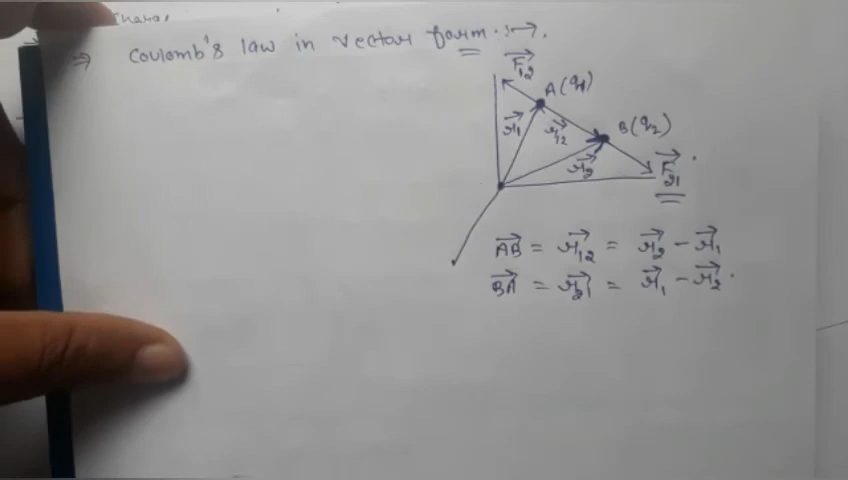 ⇒ Coulomb's law in vector form :→.
F₁₂→
A(q₁)
r₁→
r₁₂→
B(q₂)
r₂→
F₂₁→
AB→ = r₁₂→ = r₂→ - r₁→
BA→ = r₂₁→ = r₁→ - r₂→.